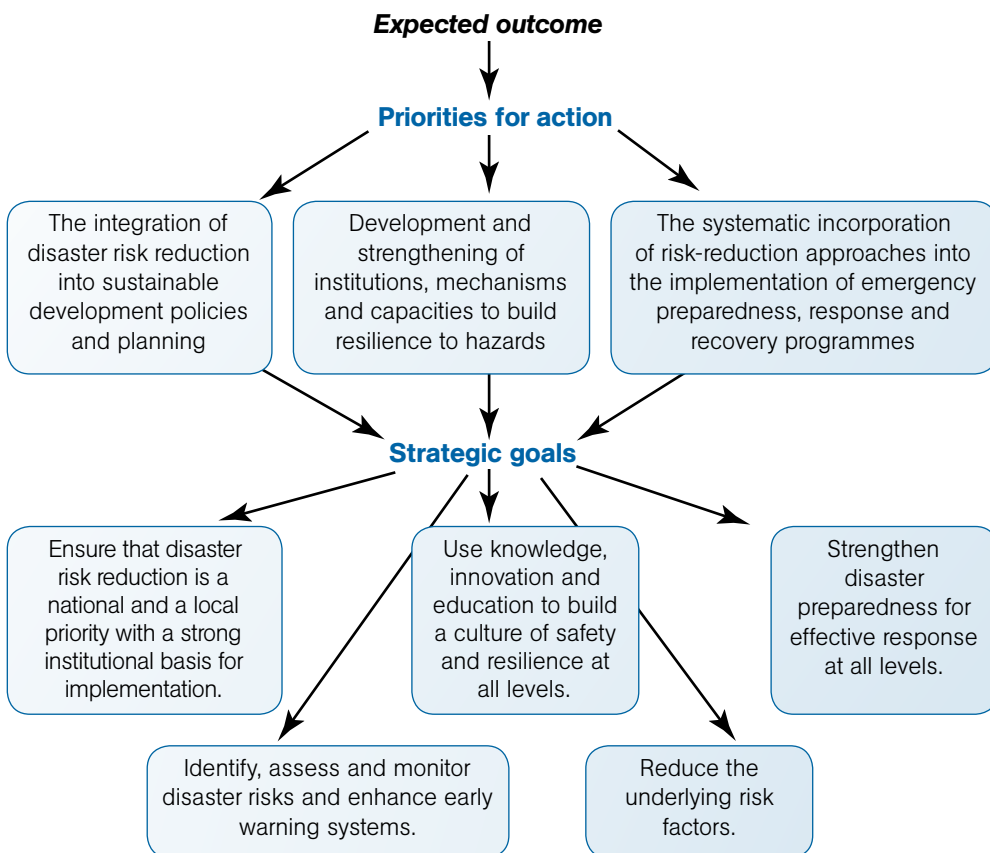 Expected outcome
Priorities for action
The integration of
disaster risk reduction
into sustainable
development policies
and planning
Development and
strengthening of
institutions, mechanisms
and capacities to build
resilience to hazards
The systematic incorporation
of risk-reduction approaches into
the implementation of emergency
preparedness, response and
recovery programmes
Strategic goals
Ensure that disaster
risk reduction is a
national and a local
priority with a strong
institutional basis for
implementation.
Use knowledge,
innovation and
education to build
a culture of safety
and resilience at
all levels.
Strengthen
disaster
preparedness for
effective response
at all levels.
Identify, assess and monitor
disaster risks and enhance early
warning systems.
Reduce the
underlying risk
factors.